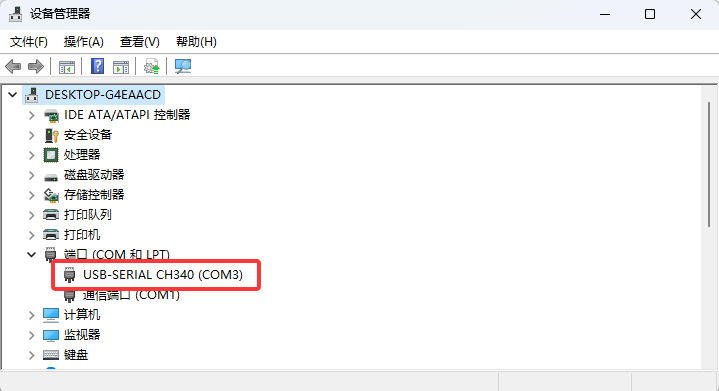 设备管理器
文件(F) 操作(A) 查看(V) 帮助(H)
DESKTOP-G4EAACD
IDE ATA/ATAPI 控制器
安全设备
处理器
磁盘驱动器
存储控制器
打印队列
打印机
端口 (COM 和 LPT)
USB-SERIAL CH340 (COM3)
通信端口 (COM1)
计算机
监视器
键盘